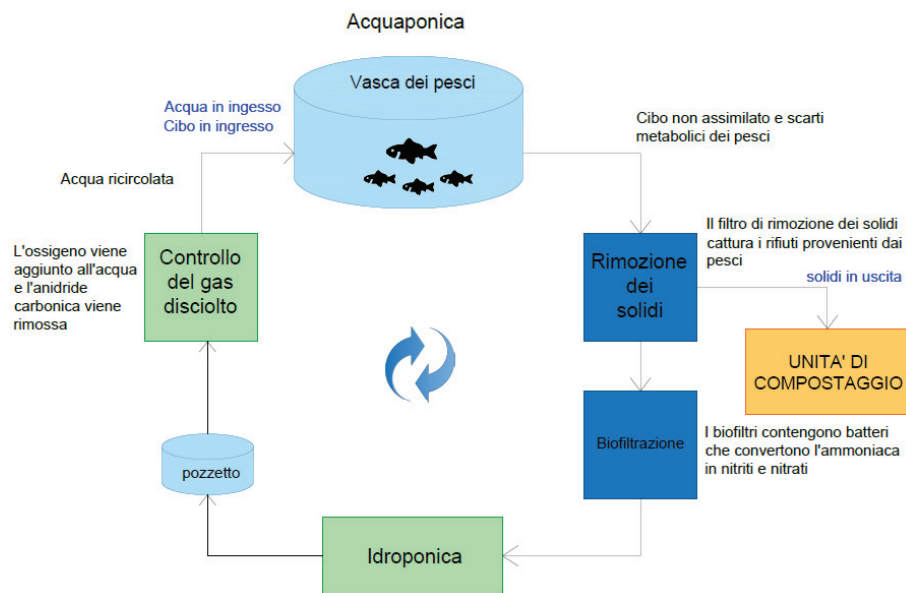 Acquaponica
Vasca dei pesci
Acqua in ingesso
Cibo in ingresso
Cibo non assimilato e scarti
metabolici dei pesci
Acqua ricircolata
Il filtro di rimozione dei solidi
cattura i rifiuti provenienti dai
pesci
solidi in uscita
L'ossigeno viene
aggiunto all'acqua
e l'anidride
carbonica viene
rimossa
Controllo
del gas
disciolto
Rimozione
dei
solidi
UNITA' DI
COMPOSTAGGIO
Biofiltrazione
I biofiltri contengono batteri
che convertono l'ammoniaca
in nitriti e nitrati
pozzetto
Idroponica